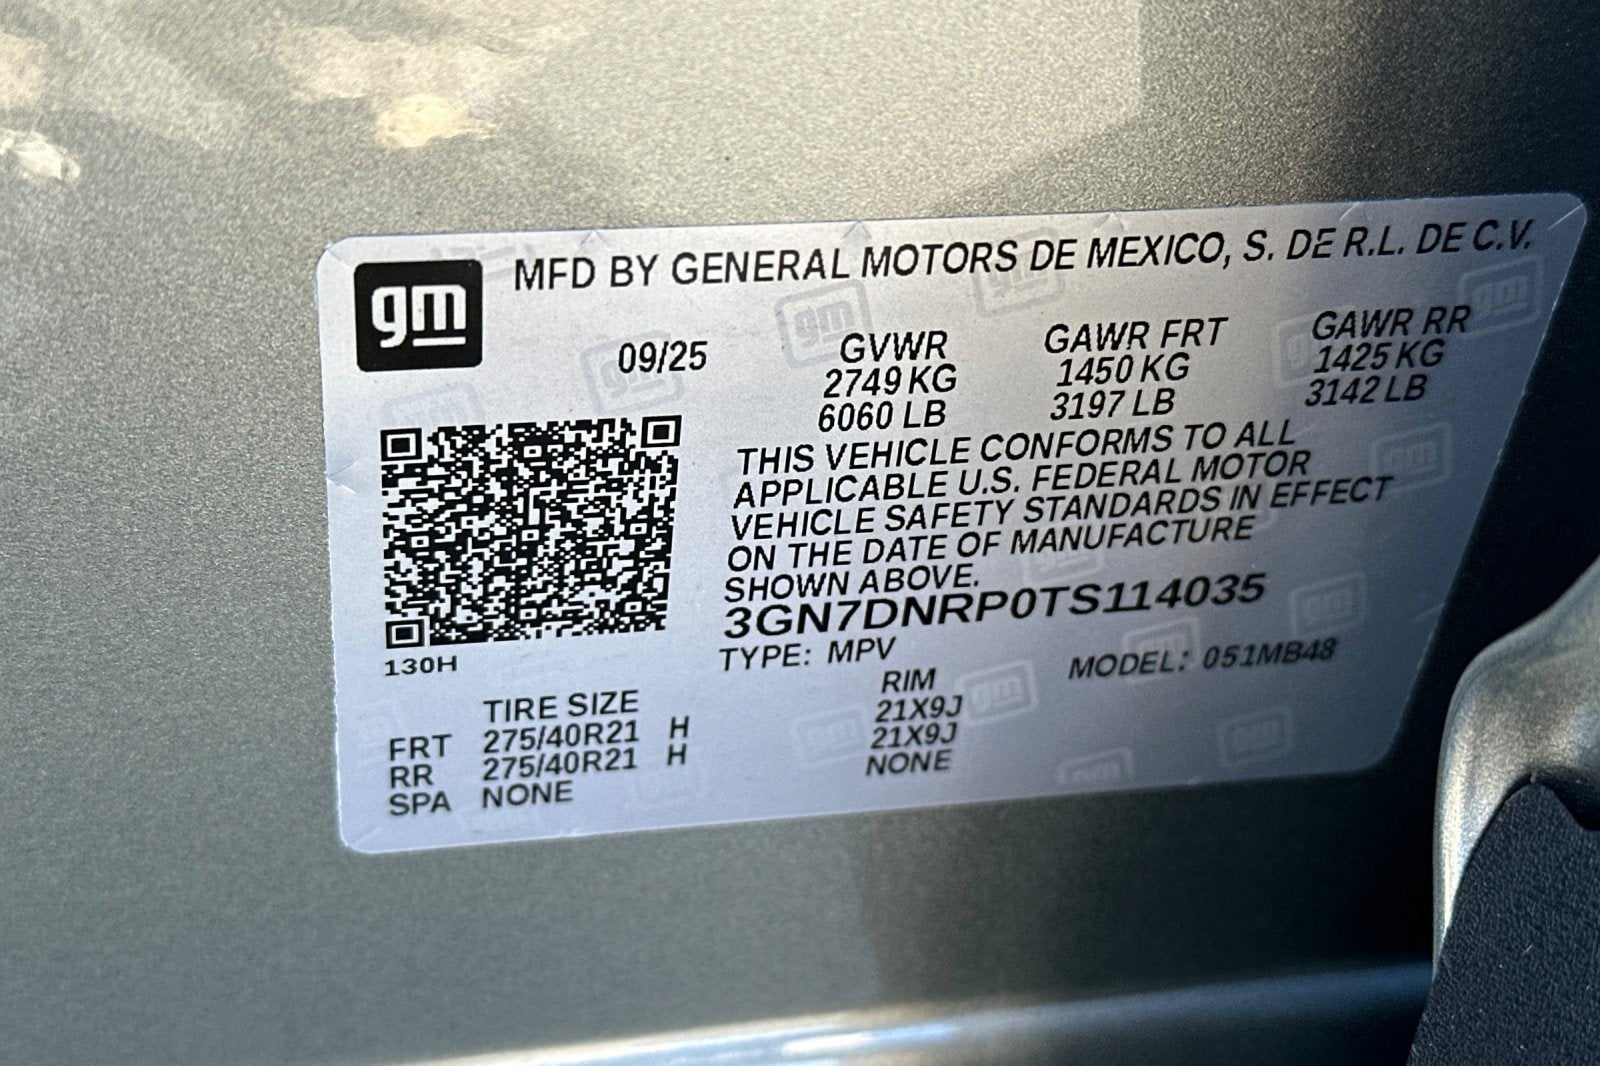 gm
MFD BY GENERAL MOTORS DE MEXICO, S. DE R.L. DE C.V.
09/25
GVWR
2749 KG
6060 LB
GAWR FRT
1450 KG
3197 LB
GAWR RR
1425 KG
3142 LB
THIS VEHICLE CONFORMS TO ALL
APPLICABLE U.S. FEDERAL MOTOR
VEHICLE SAFETY STANDARDS IN EFFECT
ON THE DATE OF MANUFACTURE
SHOWN ABOVE.
3GN7DNRP0TS114035
TYPE: MPV MODEL: 051MB48
130H
TIRE SIZE RIM
FRT 275/40R21 H 21X9J
RR 275/40R21 H 21X9J
SPA NONE NONE